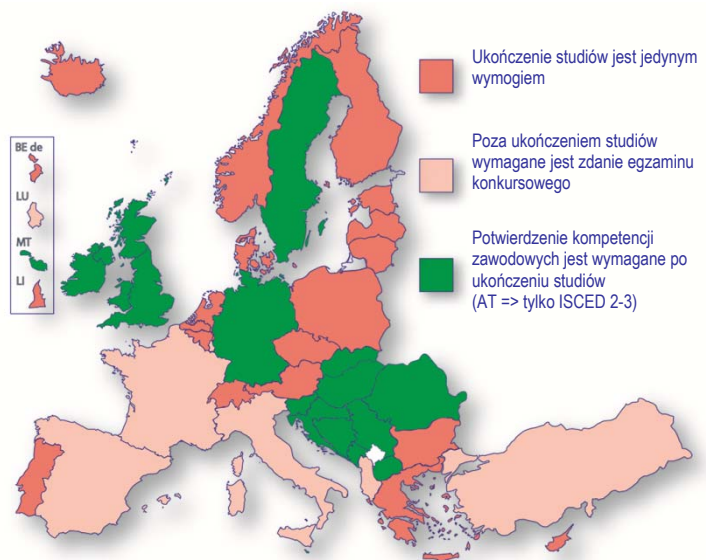 Ukończenie studiów jest jedynym
wymogiem
BE de
LU
MT
LI
Poza ukończeniem studiów
wymagane jest zdanie egzaminu
konkursowego
Potwierdzenie kompetencji
zawodowych jest wymagane po
ukończeniu studiów
(AT => tylko ISCED 2-3)